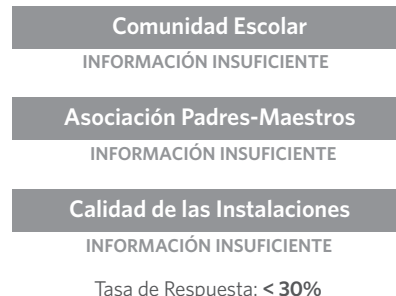 Comunidad Escolar
INFORMACIÓN INSUFICIENTE
Asociación Padres-Maestros
INFORMACIÓN INSUFICIENTE
Calidad de las Instalaciones
INFORMACIÓN INSUFICIENTE
Tasa de Respuesta: < 30%